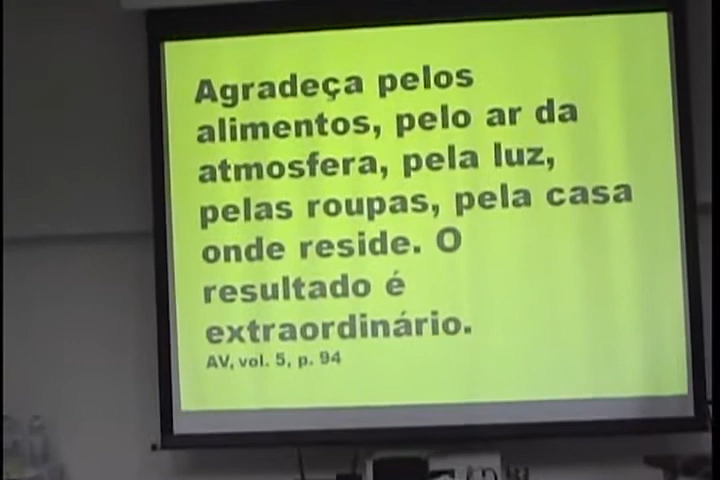 Agradeça pelos
alimentos, pelo ar da
atmosfera, pela luz,
pelas roupas, pela casa
onde reside. O
resultado é
extraordinário.
AV, vol. 5, p. 94